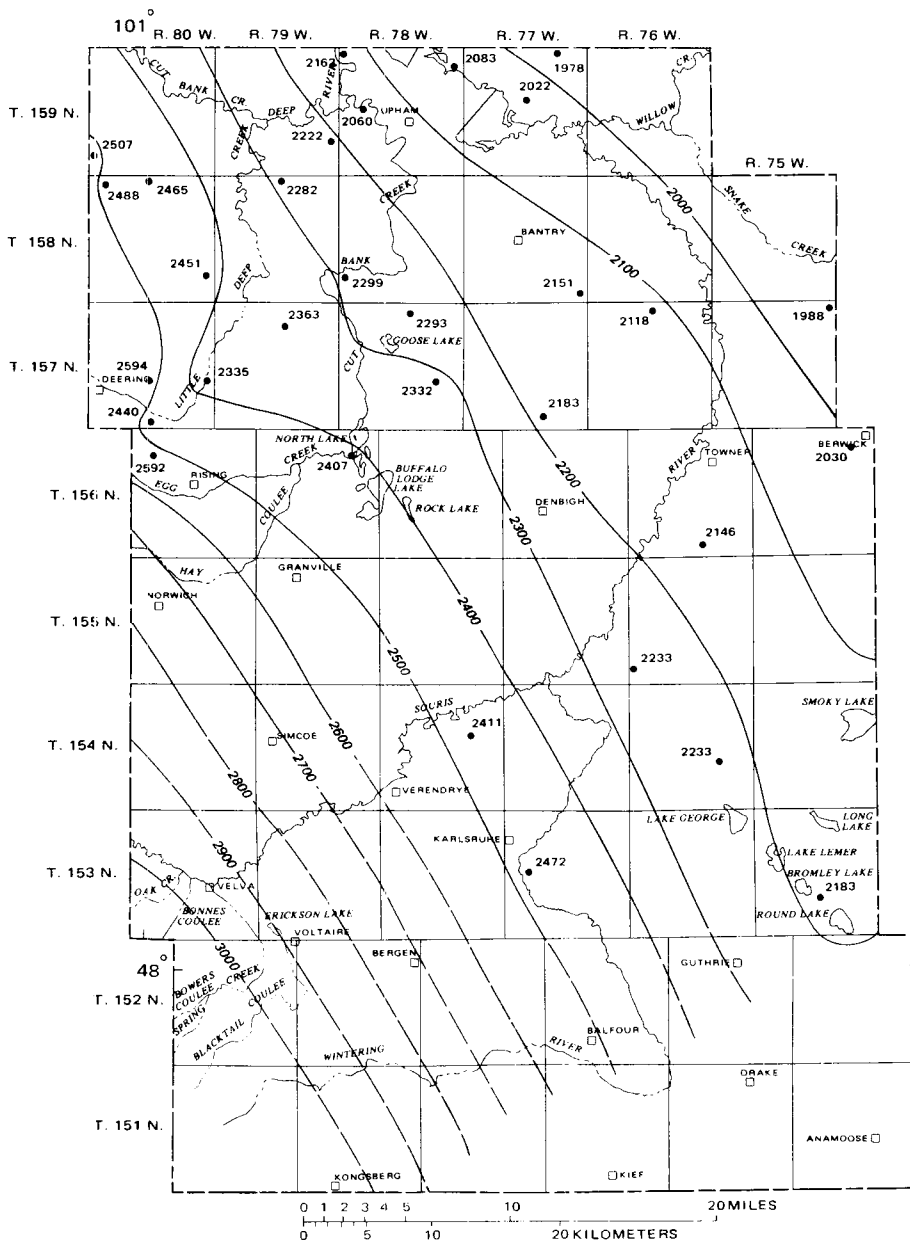 101°
R. 80 W. R. 79 W. R. 78 W. R. 77 W. R. 76 W.
CUT BANK CR.
DEEP RIVER
2162
2083
1978
CR.
T. 159 N.
2060
UPHAM
2022
WILLOW
2222
CREEK
2507
R. 75 W.
2488
2465
2282
CREEK
2000
SNAKE CREEK
T. 158 N.
BANTRY
DEEP
BANK
2100
2451
2299
2151
2363
2293
2118
1988
GOOSE LAKE
T. 157 N.
CUT
2594
DEERING
LITTLE
2335
2332
2440
2183
NORTH LAKE
RIVER
BERWICK
2030
2592
CREEK
2407
TOWNER
RISING
BUFFALO
LODGE
LAKE
2200
T. 156 N.
EGG
COULEE
ROCK LAKE
DENBIGH
2300
2146
HAY
GRANVILLE
2400
NORWICH
T. 155 N.
2500
2233
SOURIS
SMOKY LAKE
T. 154 N.
SIMCOE
2600
2411
2700
2233
2800
VERENDRYE
LAKE GEORGE
LONG
LAKE
2900
KARLSRUHE
LAKE LEMER
T. 153 N.
2472
BROMLEY LAKE
OAK CR.
VELVA
2183
BONNES
COULEE
ERICKSON LAKE
ROUND LAKE
VOLTAIRE
3000
48°
BERGEN
GUTHRIE
BOWERS
COULEE
CREEK
T. 152 N.
SPRING
COULEE
BLACKTAIL
BALFOUR
WINTERING
RIVER
DRAKE
T. 151 N.
ANAMOOSE
KONGSBERG
KIEF
0 1 2 3 4 5 10 20 MILES
0 5 10 20 KILOMETERS